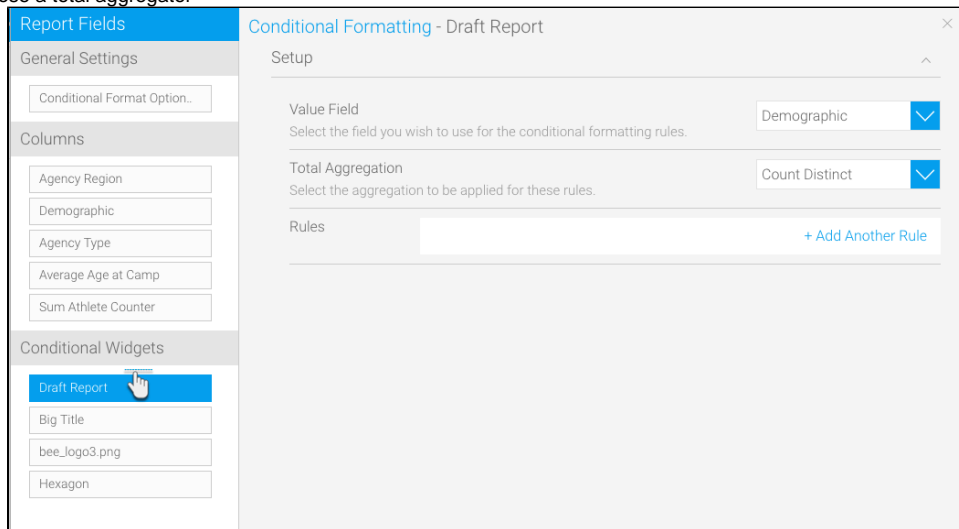 Report Fields
General Settings
Conditional Format Option..
Columns
Agency Region
Demographic
Agency Type
Average Age at Camp
Sum Athlete Counter
Conditional Widgets
Draft Report
Big Title
bee_logo3.png
Hexagon
Conditional Formatting - Draft Report
Setup
Value Field
Select the field you wish to use for the conditional formatting rules.
Demographic
Total Aggregation
Select the aggregation to be applied for these rules.
Count Distinct
Rules
+ Add Another Rule